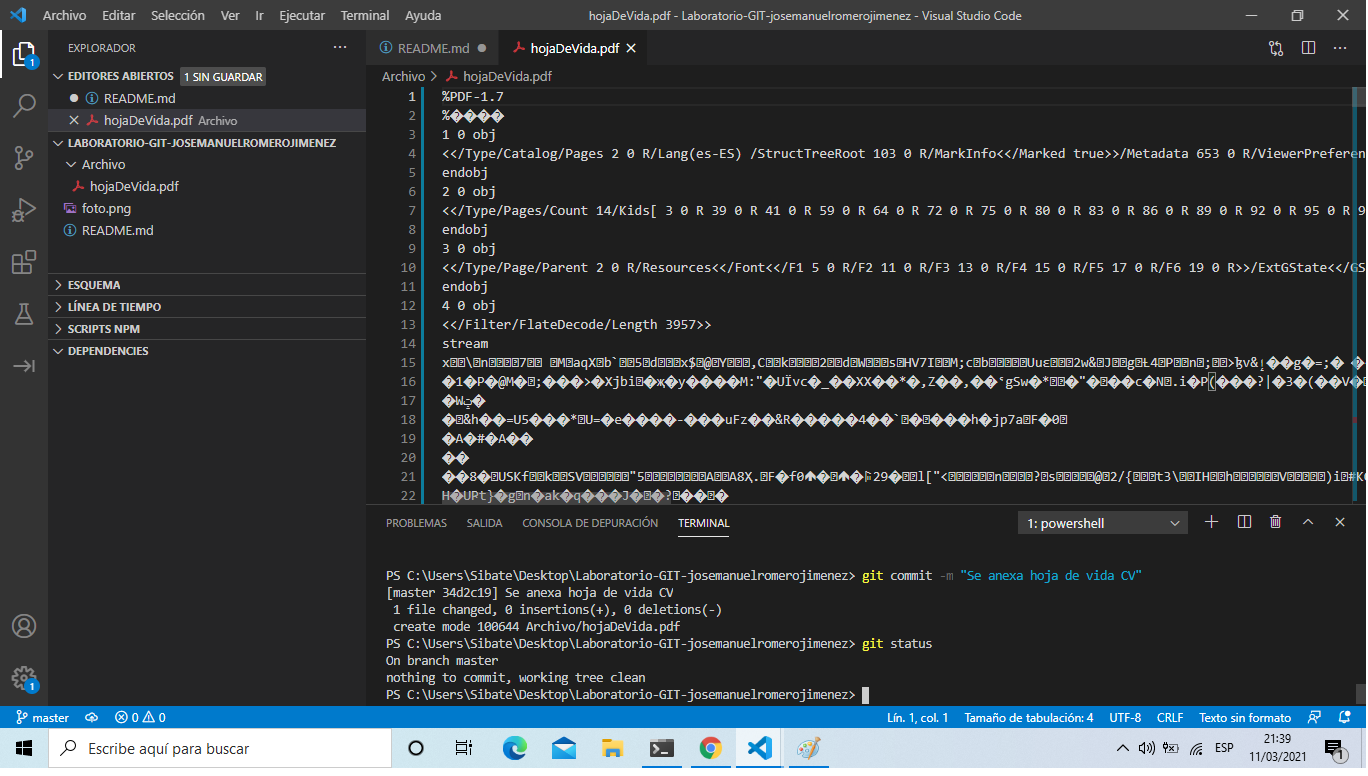 Archivo Editar Selección Ver Ir Ejecutar Terminal Ayuda
hojaDeVida.pdf - Laboratorio-GIT-josemanuelromerojimenez - Visual Studio Code
EXPLORADOR
EDITORES ABIERTOS 1 SIN GUARDAR
README.md
hojaDeVida.pdf Archivo
LABORATORIO-GIT-JOSEMANUELROMEROJIMENEZ
Archivo
hojaDeVida.pdf
foto.png
README.md
ESQUEMA
LÍNEA DE TIEMPO
SCRIPTS NPM
DEPENDENCIES
1
1
README.md
hojaDeVida.pdf
Archivo > hojaDeVida.pdf
1 %PDF-1.7
2 %����
3 1 0 obj
4 <</Type/Catalog/Pages 2 0 R/Lang(es-ES) /StructTreeRoot 103 0 R/MarkInfo<</Marked true>>/Metadata 653 0 R/ViewerPreferen
5 endobj
6 2 0 obj
7 <</Type/Pages/Count 14/Kids[ 3 0 R 39 0 R 41 0 R 59 0 R 64 0 R 72 0 R 75 0 R 80 0 R 83 0 R 86 0 R 89 0 R 92 0 R 95 0 R 9
8 endobj
9 3 0 obj
10 <</Type/Page/Parent 2 0 R/Resources<</Font<</F1 5 0 R/F2 11 0 R/F3 13 0 R/F4 15 0 R/F5 17 0 R/F6 19 0 R>>/ExtGState<</GS
11 endobj
12 4 0 obj
13 <</Filter/FlateDecode/Length 3957>>
14 stream
15
16
17
18
19 �A�#�A��
20 ��
21
22
PROBLEMAS SALIDA CONSOLA DE DEPURACIÓN TERMINAL
1: powershell
PS C:\Users\Sibate\Desktop\Laboratorio-GIT-josemanuelromerojimenez> git commit -m "Se anexa hoja de vida CV"
[master 34d2c19] Se anexa hoja de vida CV
1 file changed, 0 insertions(+), 0 deletions(-)
create mode 100644 Archivo/hojaDeVida.pdf
PS C:\Users\Sibate\Desktop\Laboratorio-GIT-josemanuelromerojimenez> git status
On branch master
nothing to commit, working tree clean
PS C:\Users\Sibate\Desktop\Laboratorio-GIT-josemanuelromerojimenez>
master 0 0
Lín. 1, col. 1 Tamaño de tabulación: 4 UTF-8 CRLF Texto sin formato
Escribe aquí para buscar
ESP
21:39
11/03/2021
1